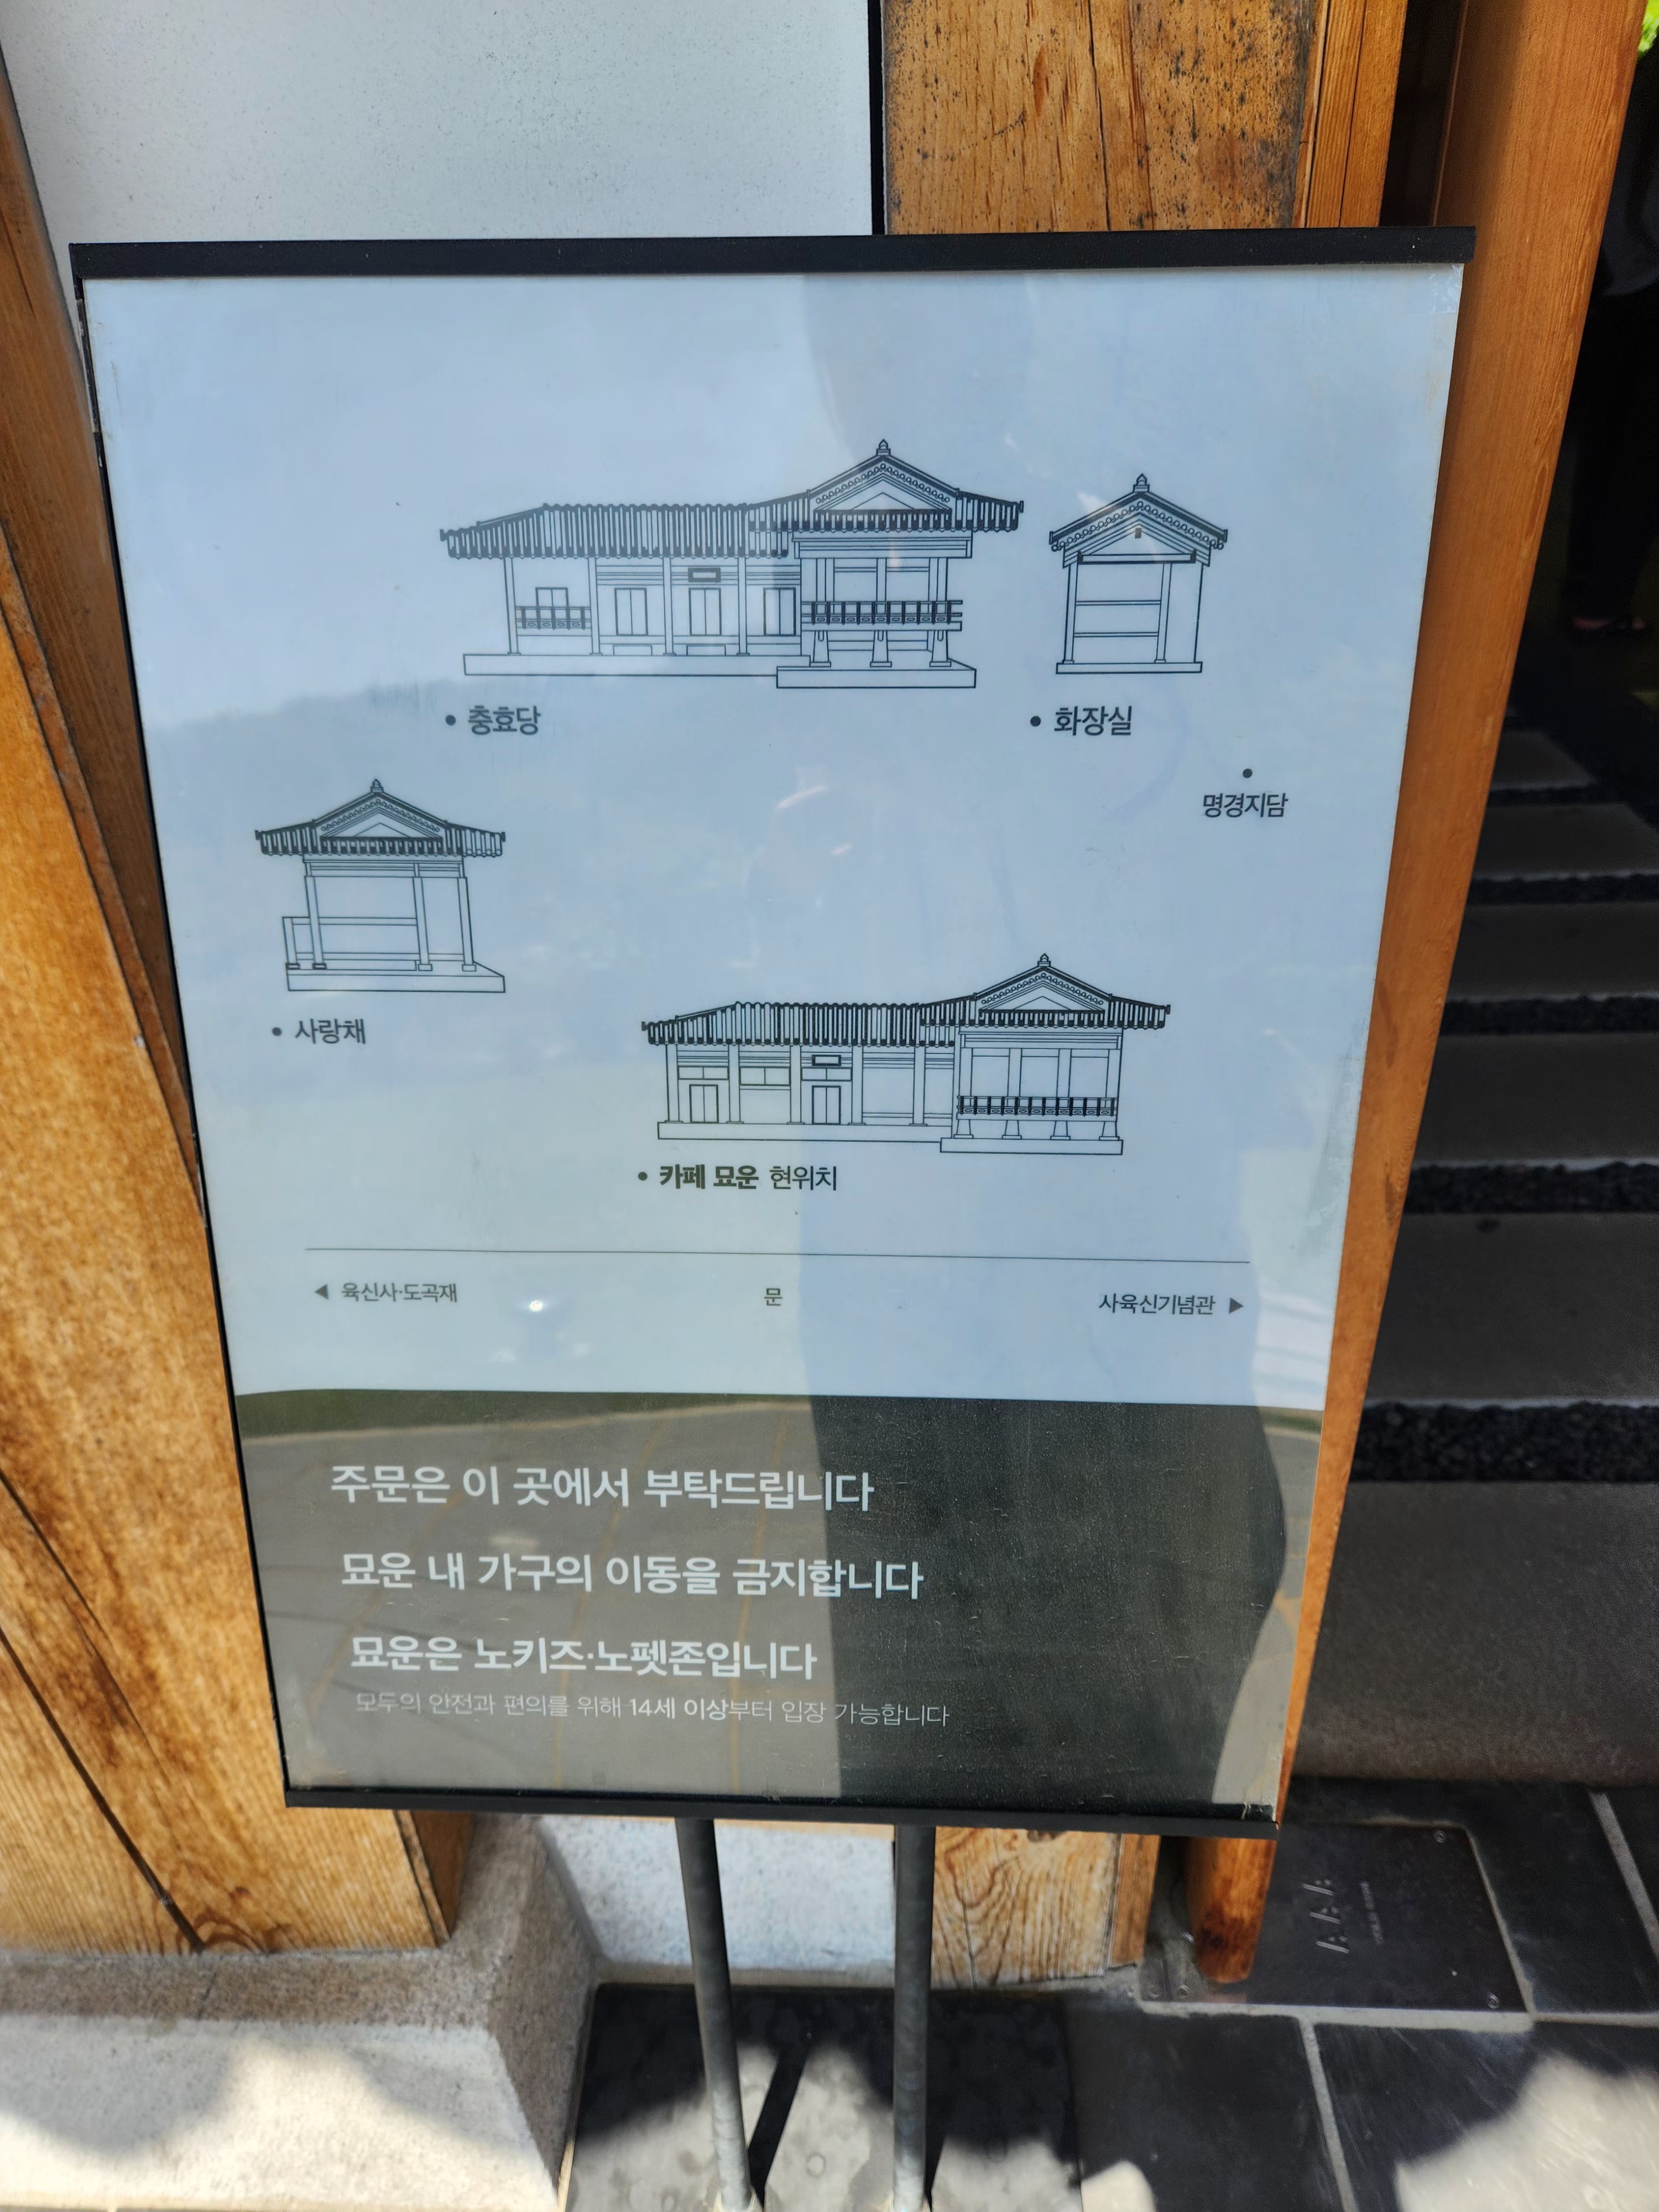 • 충효당
• 화장실
• 명경지담
• 사랑채
• 카페 묘운 현위치
◀ 육신사·도곡재
문
사육신기념관 ▶
주문은 이 곳에서 부탁드립니다
묘운 내 가구의 이동을 금지합니다
묘운은 노키즈·노펫존입니다
모두의 안전과 편의를 위해 14세 이상부터 입장 가능합니다